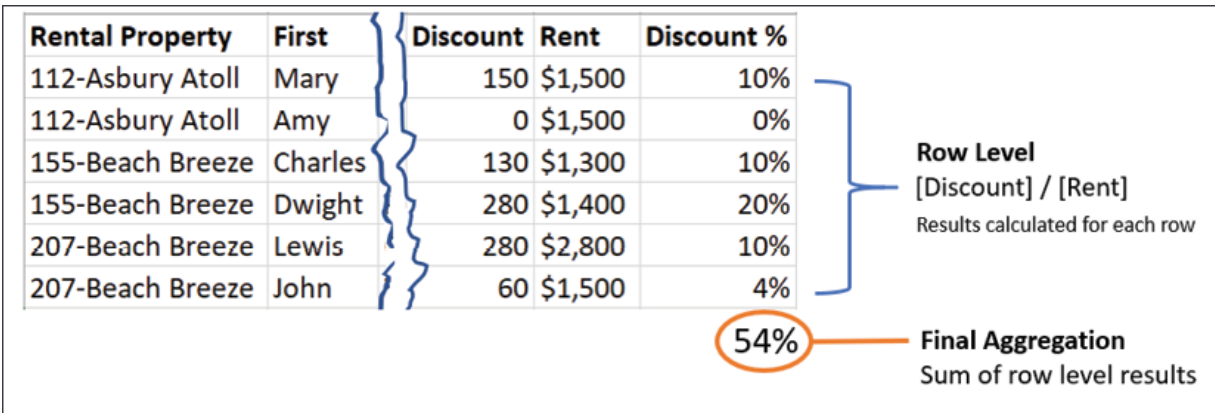 Rental Property First Discount Rent Discount %
112-Asbury Atoll Mary 150 $1,500 10%
112-Asbury Atoll Amy 0 $1,500 0%
155-Beach Breeze Charles 130 $1,300 10%
155-Beach Breeze Dwight 280 $1,400 20%
207-Beach Breeze Lewis 280 $2,800 10%
207-Beach Breeze John 60 $1,500 4%
54%
Row Level
[Discount] / [Rent]
Results calculated for each row
Final Aggregation
Sum of row level results